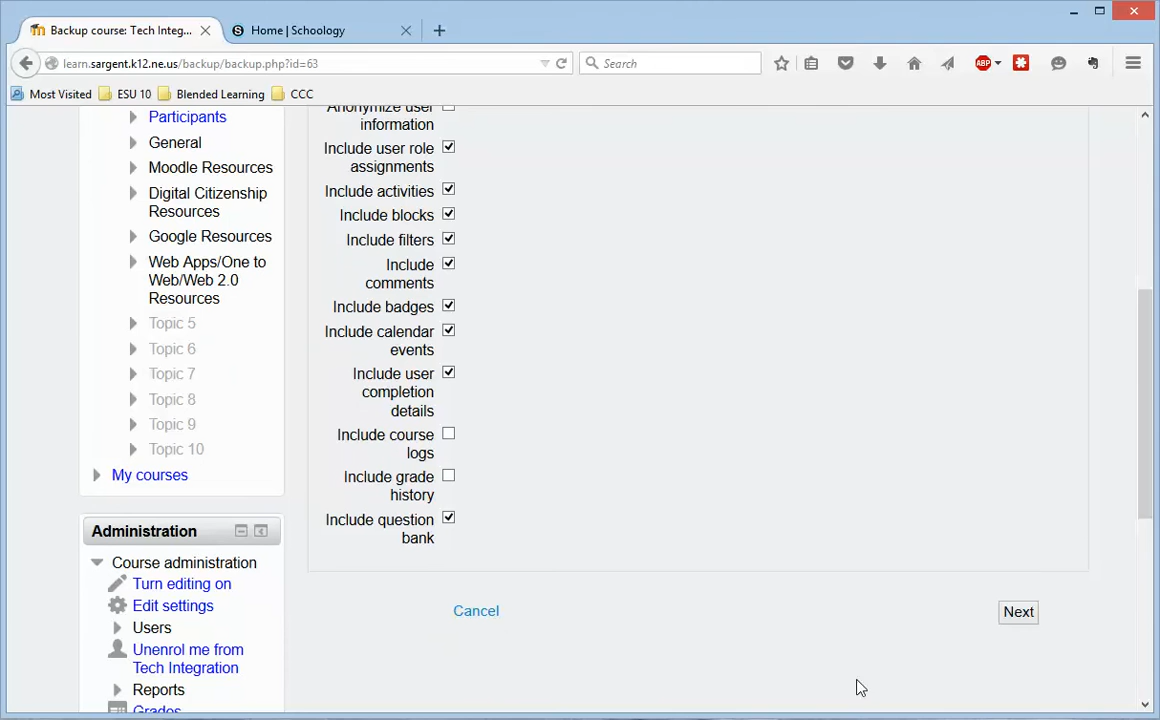 Backup course: Tech Integ...
Home | Schoology
learn.sargent.k12.ne.us/backup/backup.php?id=63
Search
ABP
Most Visited
ESU 10
Blended Learning
CCC
Participants
General
Moodle Resources
Digital Citizenship
Resources
Google Resources
Web Apps/One to
Web/Web 2.0
Resources
Topic 5
Topic 6
Topic 7
Topic 8
Topic 9
Topic 10
My courses
Administration
Course administration
Turn editing on
Edit settings
Users
Unenrol me from
Tech Integration
Reports
Grades
Anonymize user
information
Include user role
assignments
Include activities
Include blocks
Include filters
Include
comments
Include badges
Include calendar
events
Include user
completion
details
Include course
logs
Include grade
history
Include question
bank
Cancel
Next